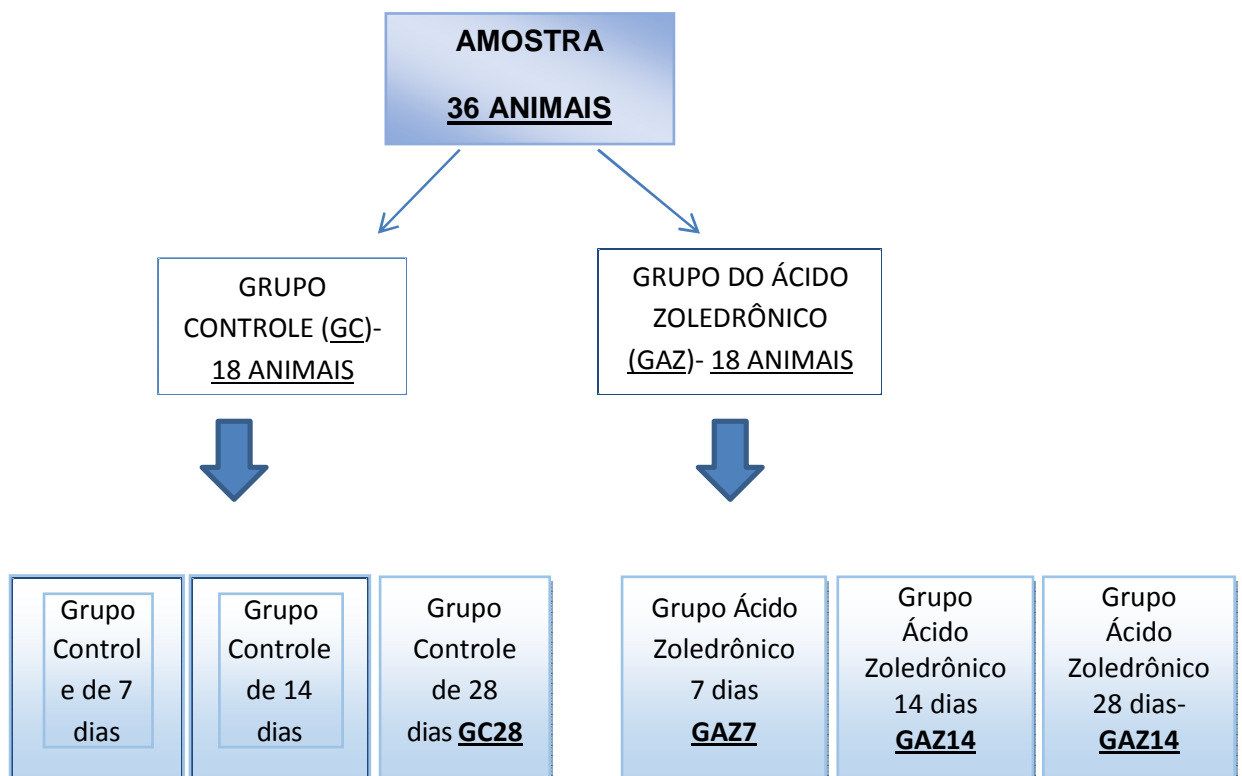 AMOSTRA
36 ANIMAIS
GRUPO
CONTROLE (GC)-
18 ANIMAIS
GRUPO DO ÁCIDO
ZOLEDRÔNICO
(GAZ)- 18 ANIMAIS
Grupo
Control
e de 7
dias
Grupo
Controle
de 14
dias
Grupo
Controle
de 28
dias GC28
Grupo Ácido
Zoledrônico
7 dias
GAZ7
Grupo
Ácido
Zoledrônico
14 dias
GAZ14
Grupo
Ácido
Zoledrônico
28 dias-
GAZ14